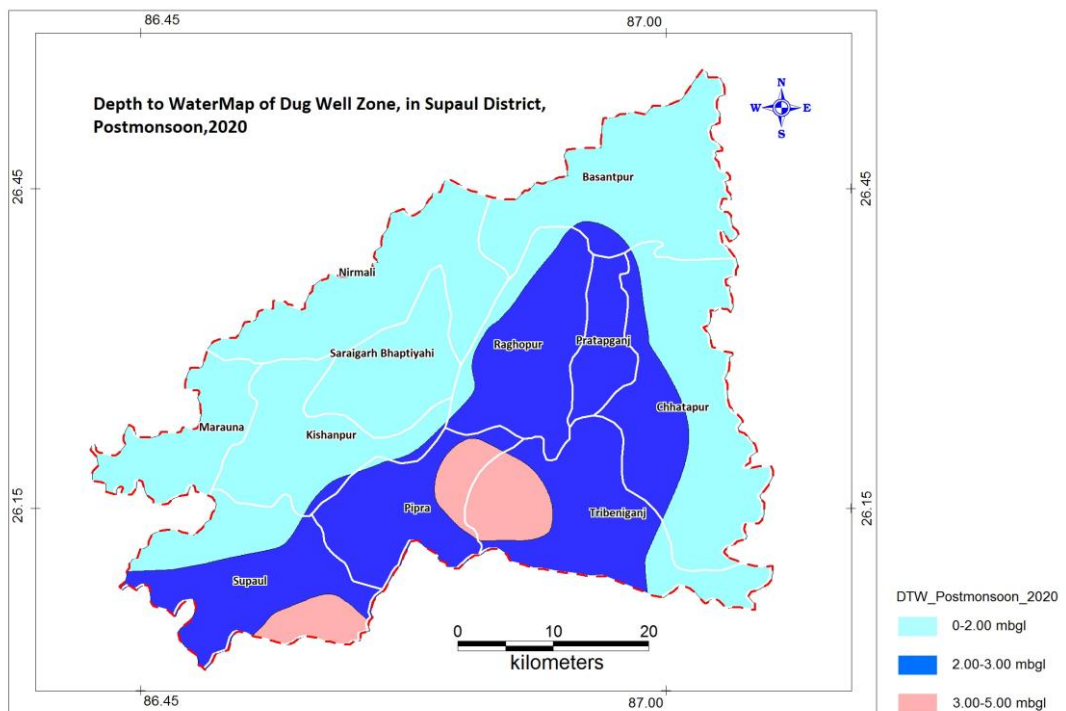 86.45
87.00
Depth to WaterMap of Dug Well Zone, in Supaul District,
Postmonsoon,2020
N
W E
S
26.45
26.45
Basantpur
Nirmali
Raghopur
Pratapganj
Saraigarh Bhaptiyahi
Chhatapur
Marauna
Kishanpur
26.15
26.15
Pipra
Tribeniganj
Supaul
0 10 20
kilometers
86.45
87.00
DTW_Postmonsoon_2020
0-2.00 mbgl
2.00-3.00 mbgl
3.00-5.00 mbgl